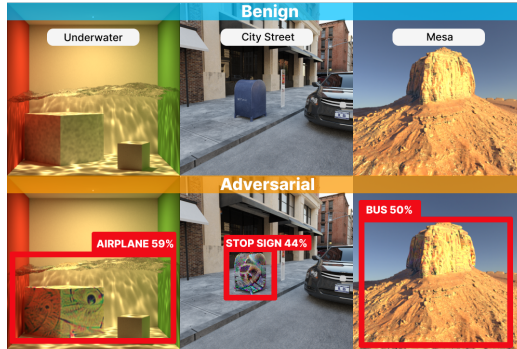 Benign
Underwater
City Street
Mesa
Adversarial
AIRPLANE 59%
STOP SIGN 44%
BUS 50%